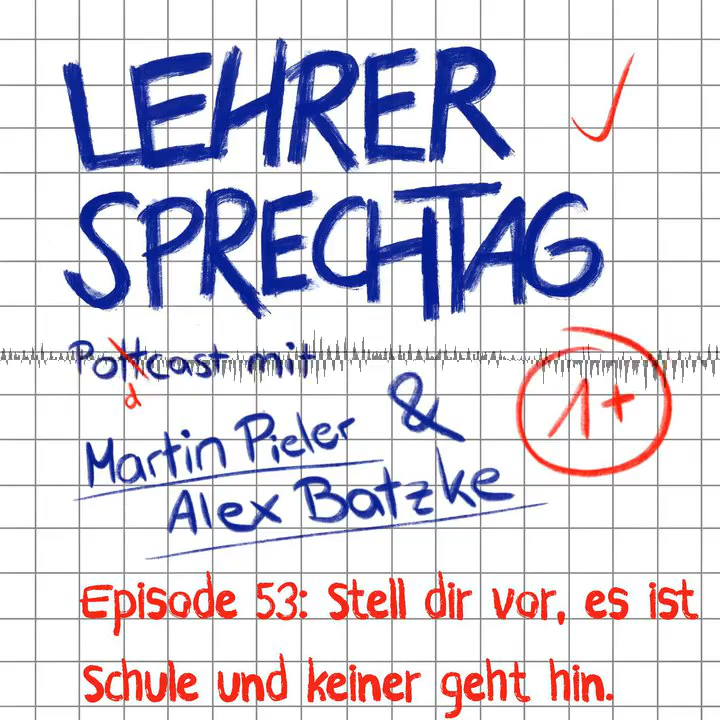 LEHRER
SPRECHTAG
Pottcast mit
d
Martin Pieler
&
Alex Batzke
1+
Episode 53: Stell dir vor, es ist
Schule und keiner geht hin.